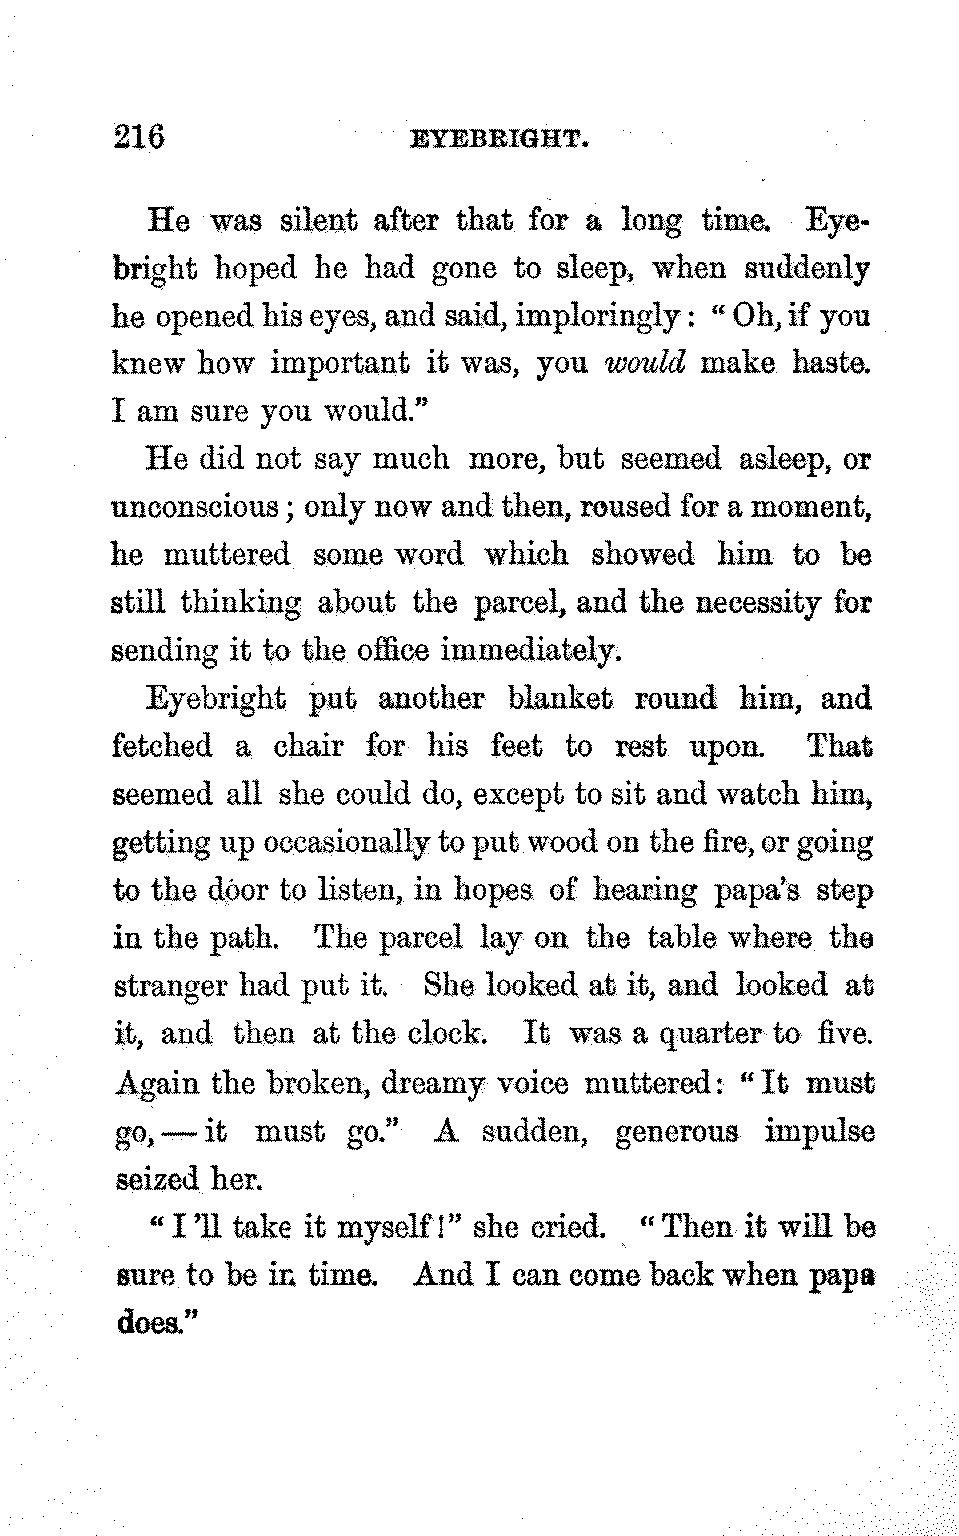 216 EYEBRIGHT.
He was silent after that for a long time. Eye-
bright hoped he had gone to sleep, when suddenly
he opened his eyes, and said, imploringly: “Oh, if you
knew how important it was, you would make haste.
I am sure you would.”
He did not say much more, but seemed asleep, or
unconscious; only now and then, roused for a moment,
he muttered some word which showed him to be
still thinking about the parcel, and the necessity for
sending it to the office immediately.
Eyebright put another blanket round him, and
fetched a chair for his feet to rest upon. That
seemed all she could do, except to sit and watch him,
getting up occasionally to put wood on the fire, or going
to the door to listen, in hopes of hearing papa's step
in the path. The parcel lay on the table where the
stranger had put it. She looked at it, and looked at
it, and then at the clock. It was a quarter to five.
Again the broken, dreamy voice muttered: “It must
go,—it must go.” A sudden, generous impulse
seized her.
“I'll take it myself!” she cried. “Then it will be
sure to be in time. And I can come back when papa
does.”